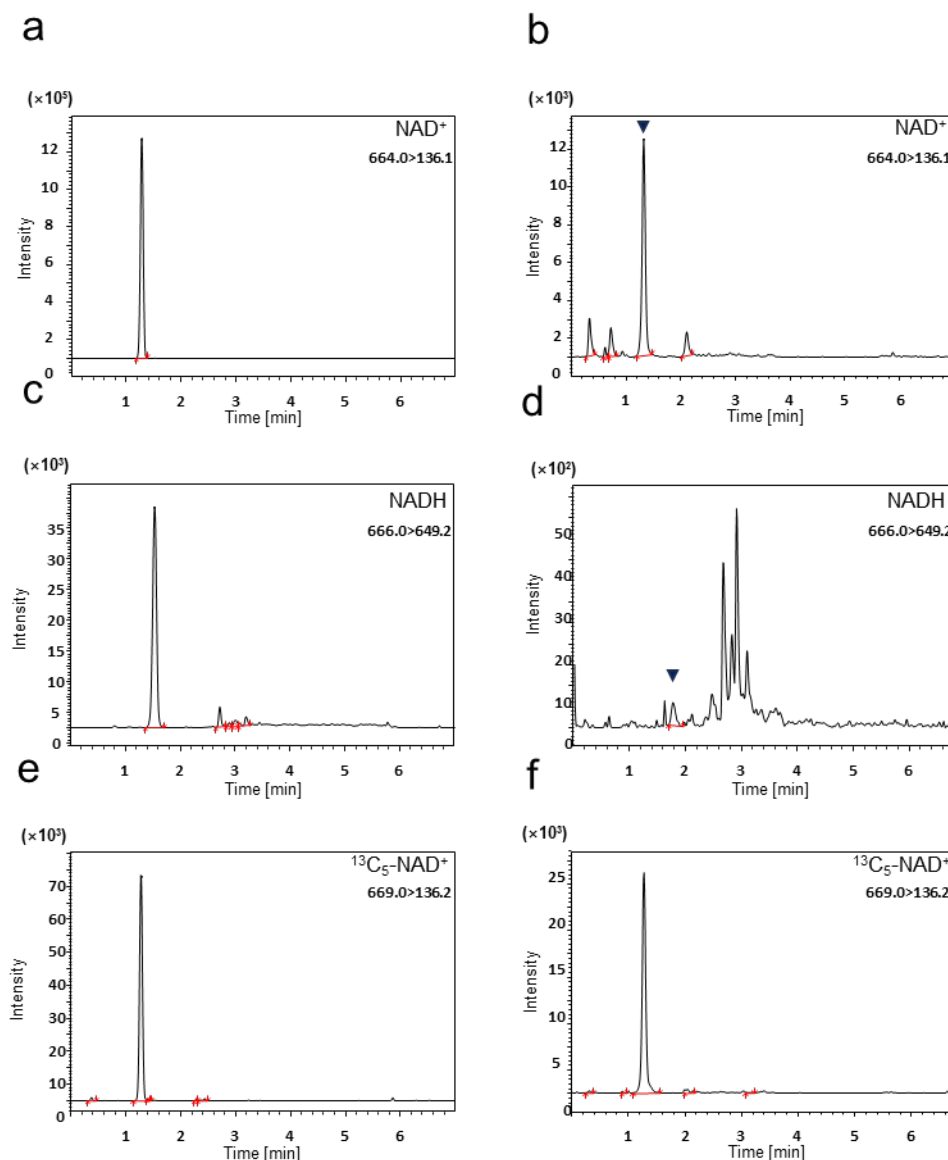 a
(×10⁵)
NAD⁺
664.0>136.1
12
10
8
6
4
2
0
Intensity
1 2 3 4 5 6
Time [min]
b
(×10³)
NAD⁺
664.0>136.1
12
10
8
6
4
2
0
Intensity
1 2 3 4 5 6
Time [min]
c
(×10³)
NADH
666.0>649.2
35
30
25
20
15
10
5
0
Intensity
1 2 3 4 5 6
Time [min]
d
(×10²)
NADH
666.0>649.2
50
40
30
20
10
0
Intensity
1 2 3 4 5 6
Time [min]
e
(×10³)
¹³C₅-NAD⁺
669.0>136.2
70
60
50
40
30
20
10
0
Intensity
1 2 3 4 5 6
Time [min]
f
(×10³)
¹³C₅-NAD⁺
669.0>136.2
25
20
15
10
5
0
Intensity
1 2 3 4 5 6
Time [min]